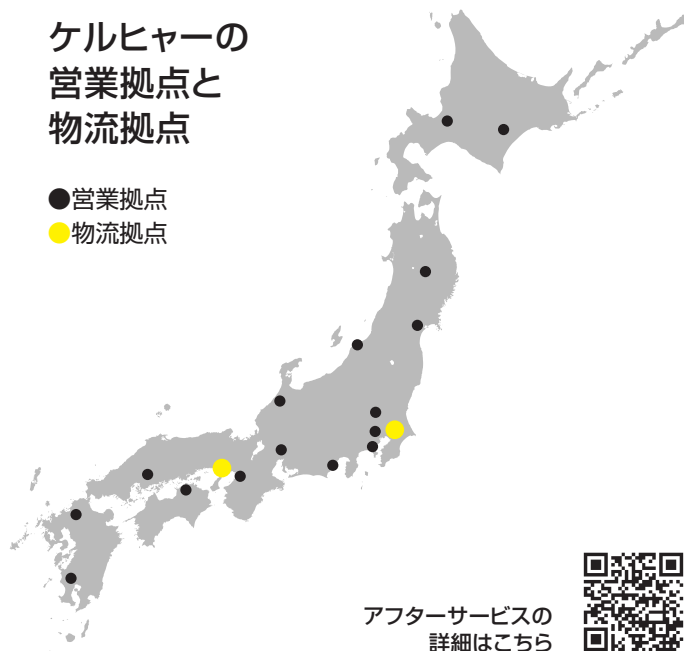 ケルヒャーの
営業拠点と
物流拠点
●営業拠点
●物流拠点
アフターサービスの
詳細はこちら